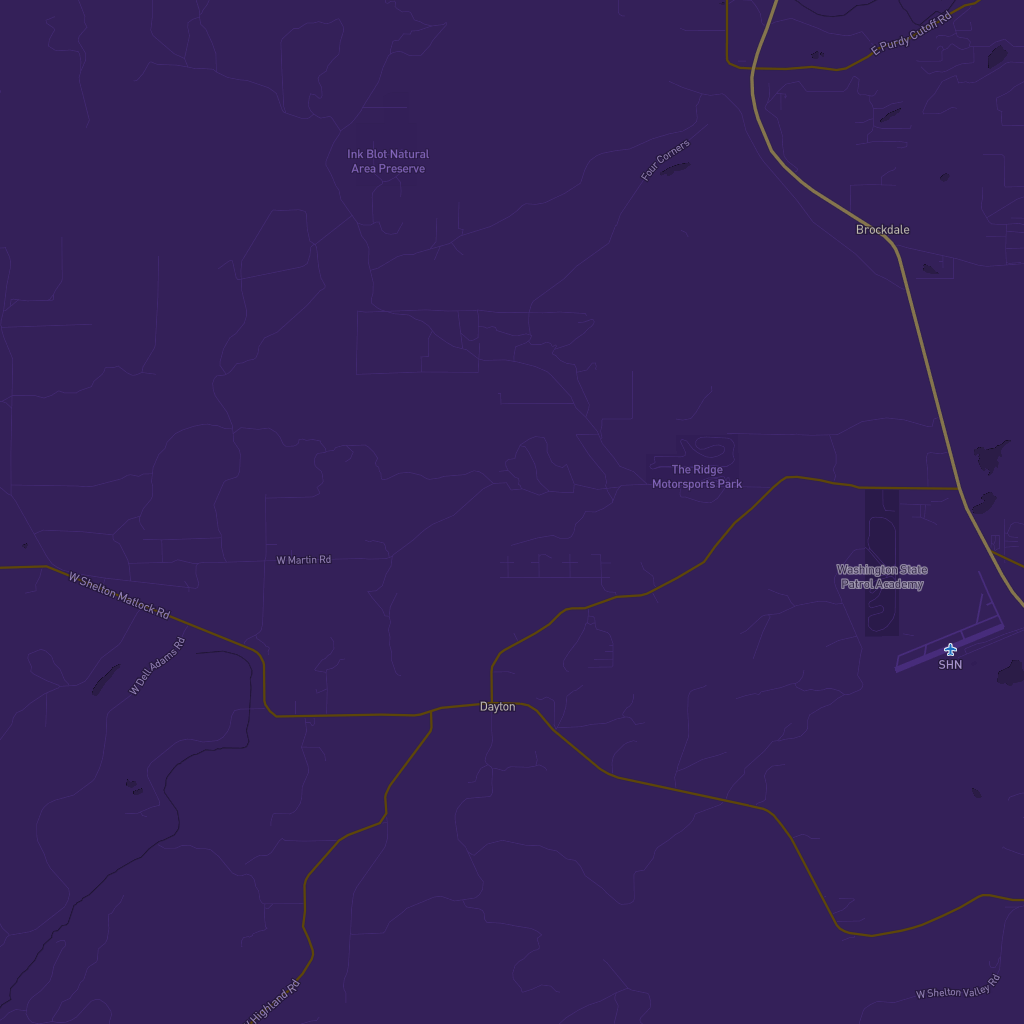 E Purdy Cutoff Rd
Ink Blot Natural
Area Preserve
Four Corners
Brockdale
The Ridge
Motorsports Park
W Martin Rd
Washington State
Patrol Academy
W Shelton Matlock Rd
W Dell Adams Rd
SHN
Dayton
W Shelton Valley Rd
Highland Rd